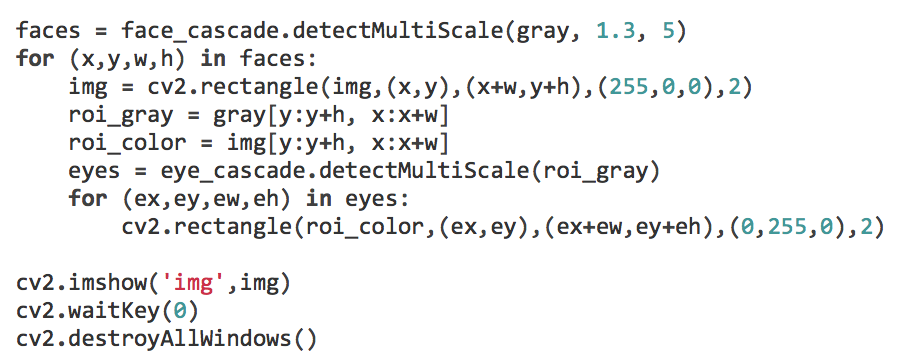 faces = face_cascade.detectMultiScale(gray, 1.3, 5)
for (x,y,w,h) in faces:
    img = cv2.rectangle(img,(x,y),(x+w,y+h),(255,0,0),2)
    roi_gray = gray[y:y+h, x:x+w]
    roi_color = img[y:y+h, x:x+w]
    eyes = eye_cascade.detectMultiScale(roi_gray)
    for (ex,ey,ew,eh) in eyes:
        cv2.rectangle(roi_color,(ex,ey),(ex+ew,ey+eh),(0,255,0),2)

cv2.imshow('img',img)
cv2.waitKey(0)
cv2.destroyAllWindows()